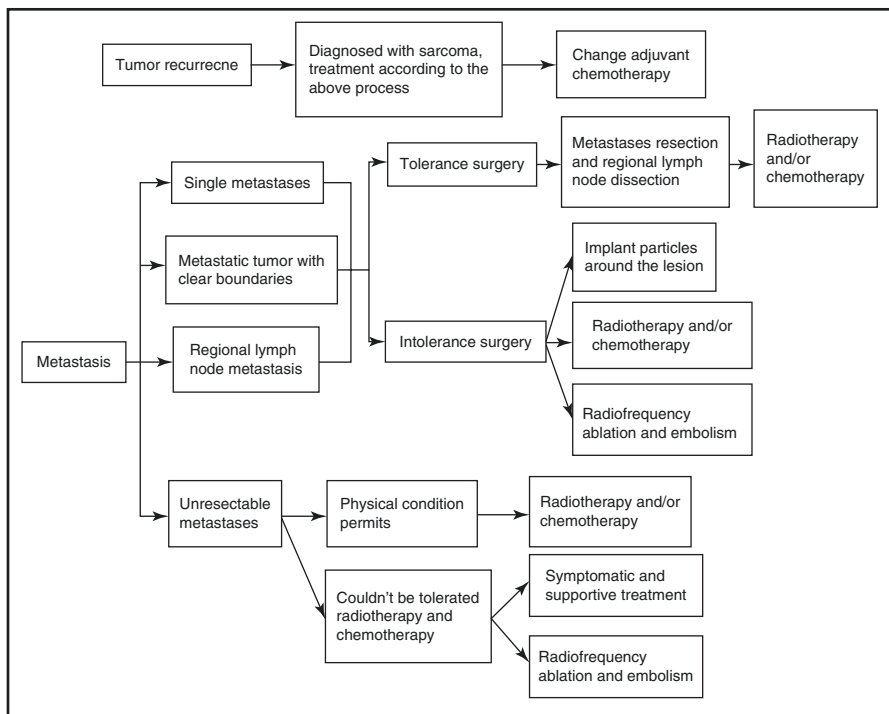 Tumor recurrecne
Diagnosed with sarcoma,
treatment according to the
above process
Change adjuvant
chemotherapy
Metastasis
Single metastases
Metastatic tumor with
clear boundaries
Regional lymph
node metastasis
Tolerance surgery
Metastases resection
and regional lymph
node dissection
Radiotherapy
and/or
chemotherapy
Intolerance surgery
Implant particles
around the lesion
Radiotherapy and/or
chemotherapy
Radiofrequency
ablation and embolism
Unresectable
metastases
Physical condition
permits
Radiotherapy and/or
chemotherapy
Couldn't be tolerated
radiotherapy and
chemotherapy
Symptomatic and
supportive treatment
Radiofrequency
ablation and embolism